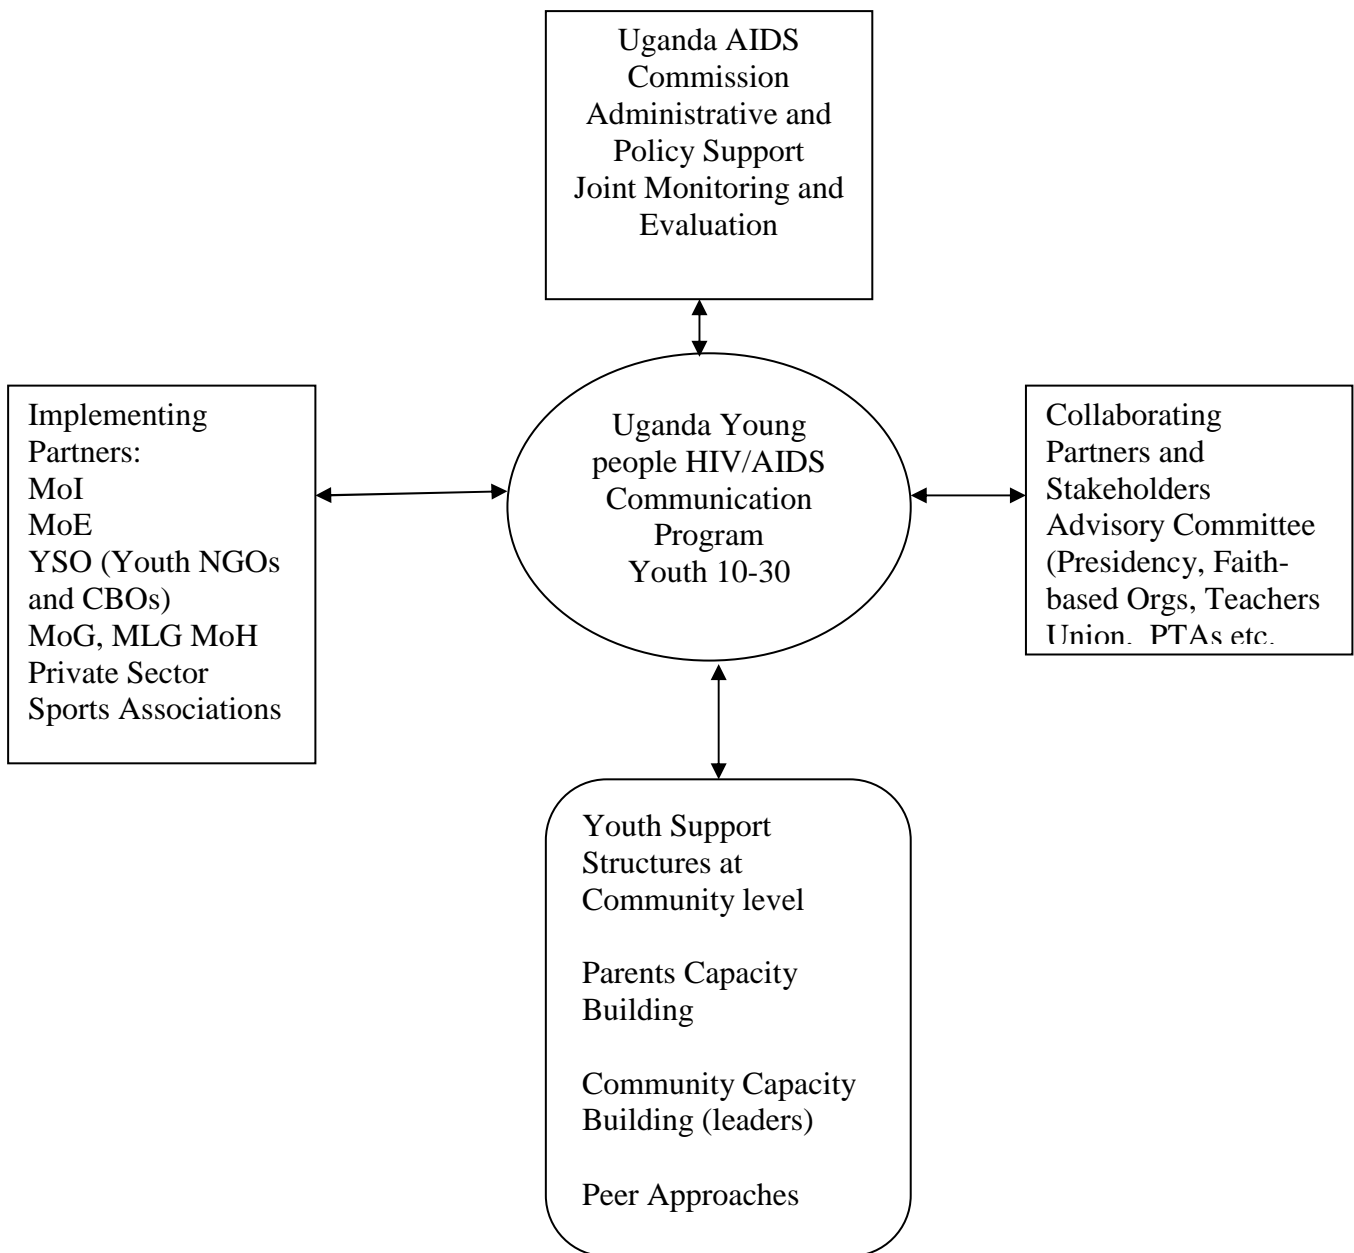 Uganda AIDS
Commission
Administrative and
Policy Support
Joint Monitoring and
Evaluation
Implementing
Partners:
MoI
MoE
YSO (Youth NGOs
and CBOs)
MoG, MLG MoH
Private Sector
Sports Associations
Uganda Young
people HIV/AIDS
Communication
Program
Youth 10-30
Collaborating
Partners and
Stakeholders
Advisory Committee
(Presidency, Faith-
based Orgs, Teachers
Union, PTAs etc.
Youth Support
Structures at
Community level
Parents Capacity
Building
Community Capacity
Building (leaders)
Peer Approaches